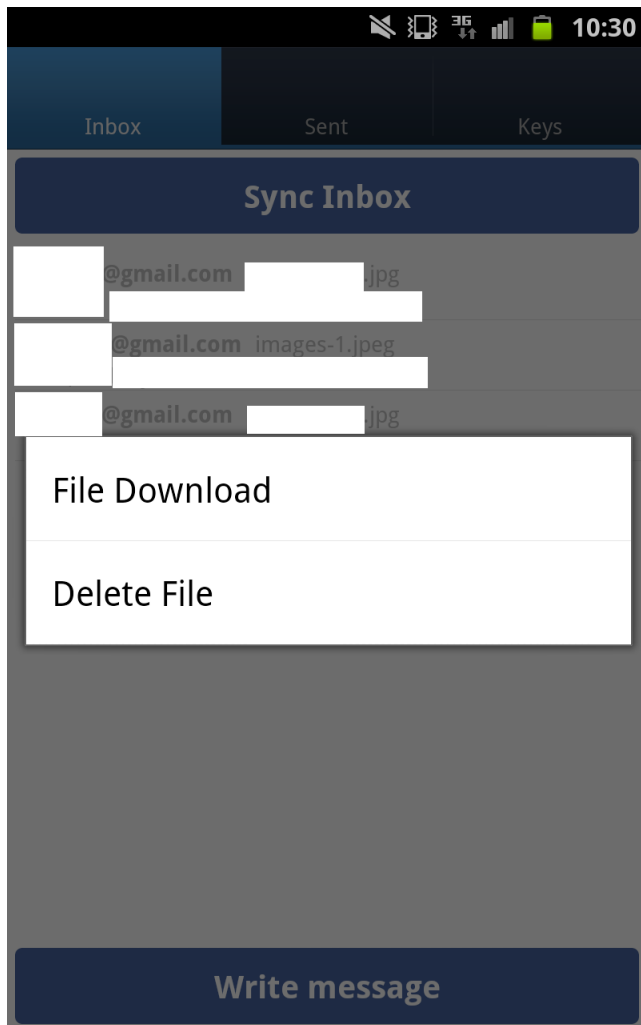 3G 10:30
Inbox Sent Keys
Sync Inbox
@gmail.com .jpg
@gmail.com images-1.jpeg
@gmail.com .jpg
File Download
Delete File
Write message